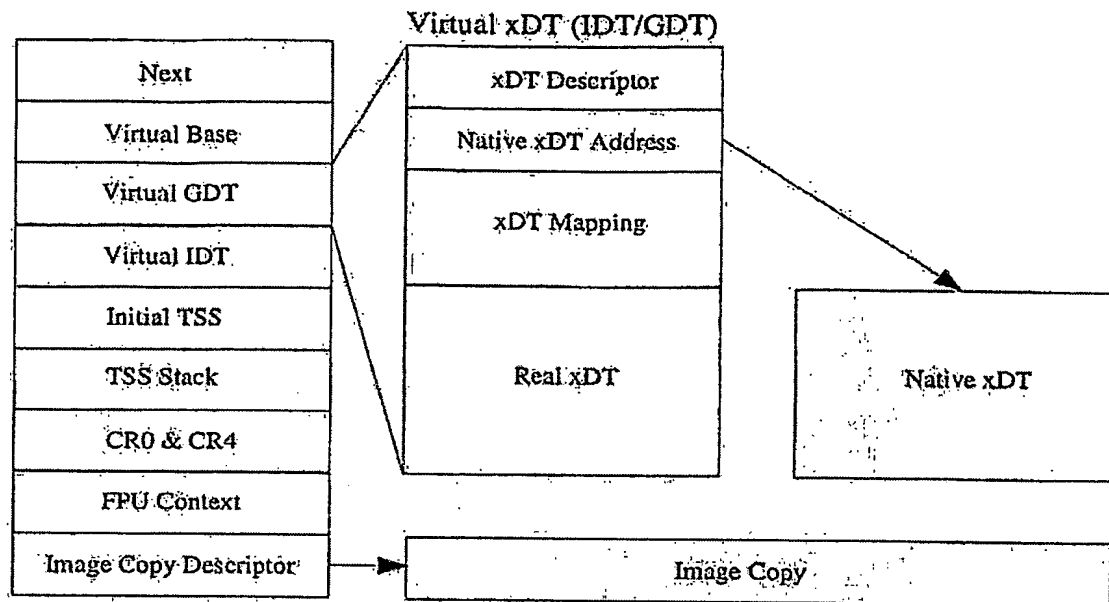 Virtual xDT (IDT/GDT)
Next
Virtual Base
Virtual GDT
Virtual IDT
Initial TSS
TSS Stack
CR0 & CR4
FPU Context
Image Copy Descriptor
xDT Descriptor
Native xDT Address
xDT Mapping
Real xDT
Native xDT
Image Copy